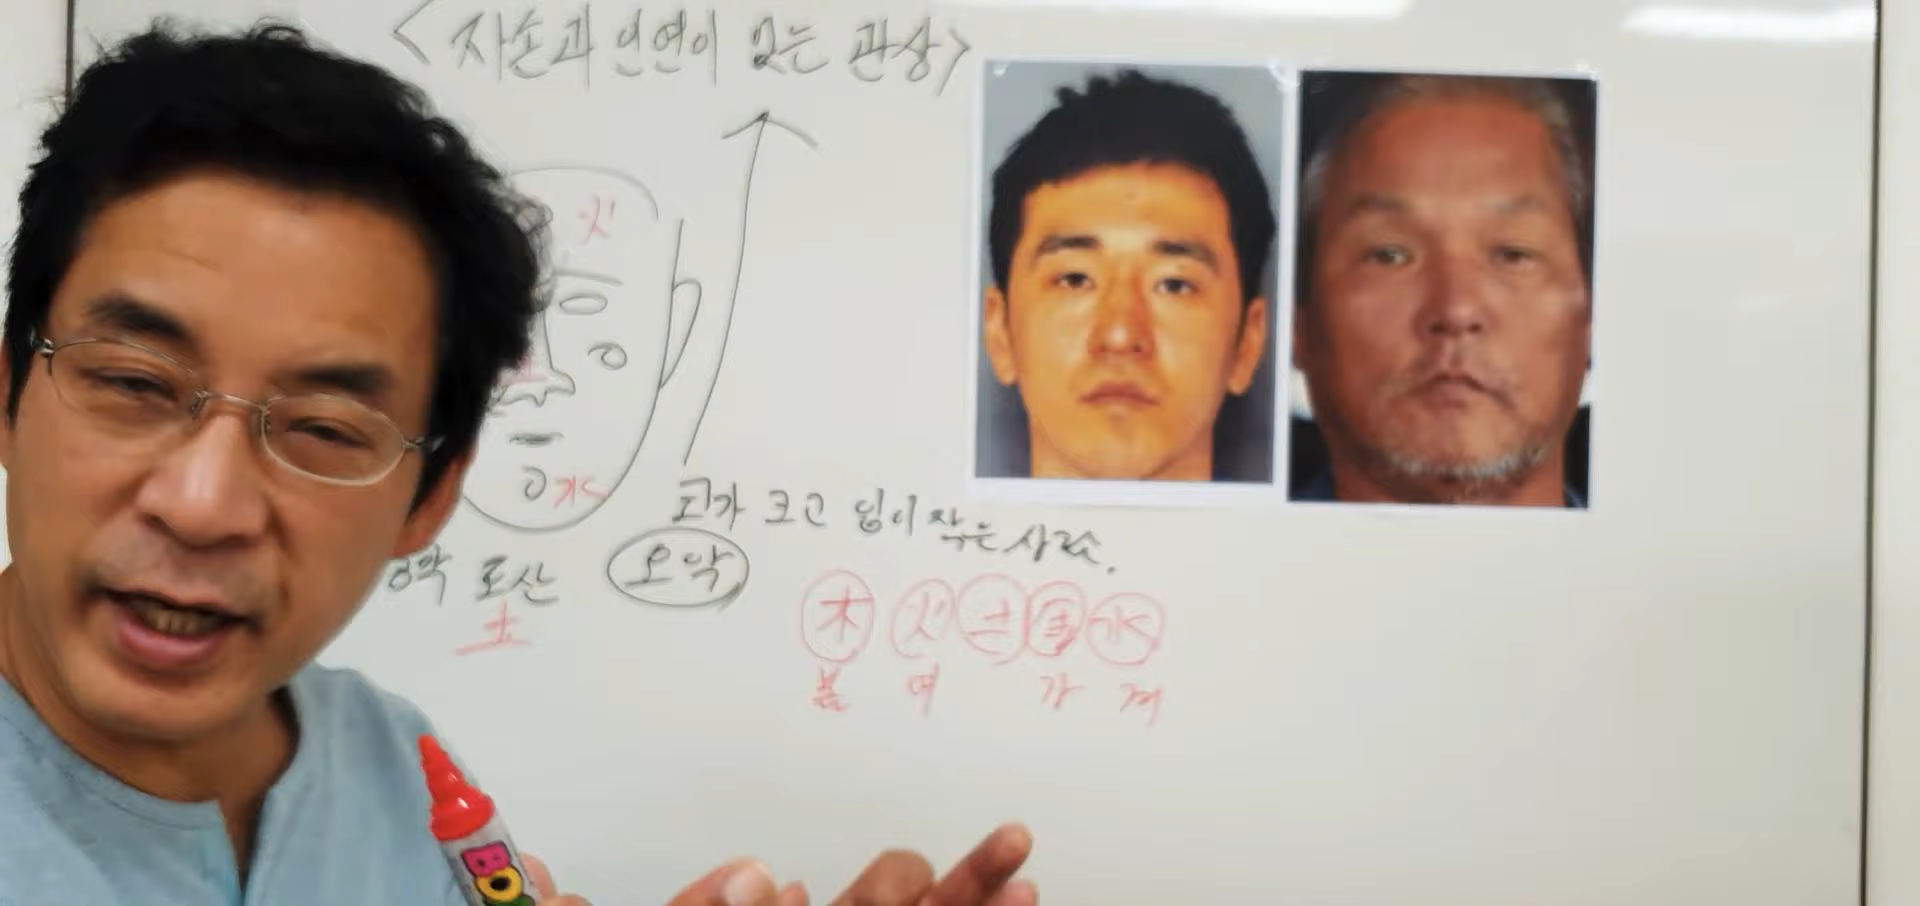 <자손과 인연이 없는 관상>
火
水
코가 크고 입이 작은 사람.
오악
土
木 火 土 金 水
봄 여 가 겨